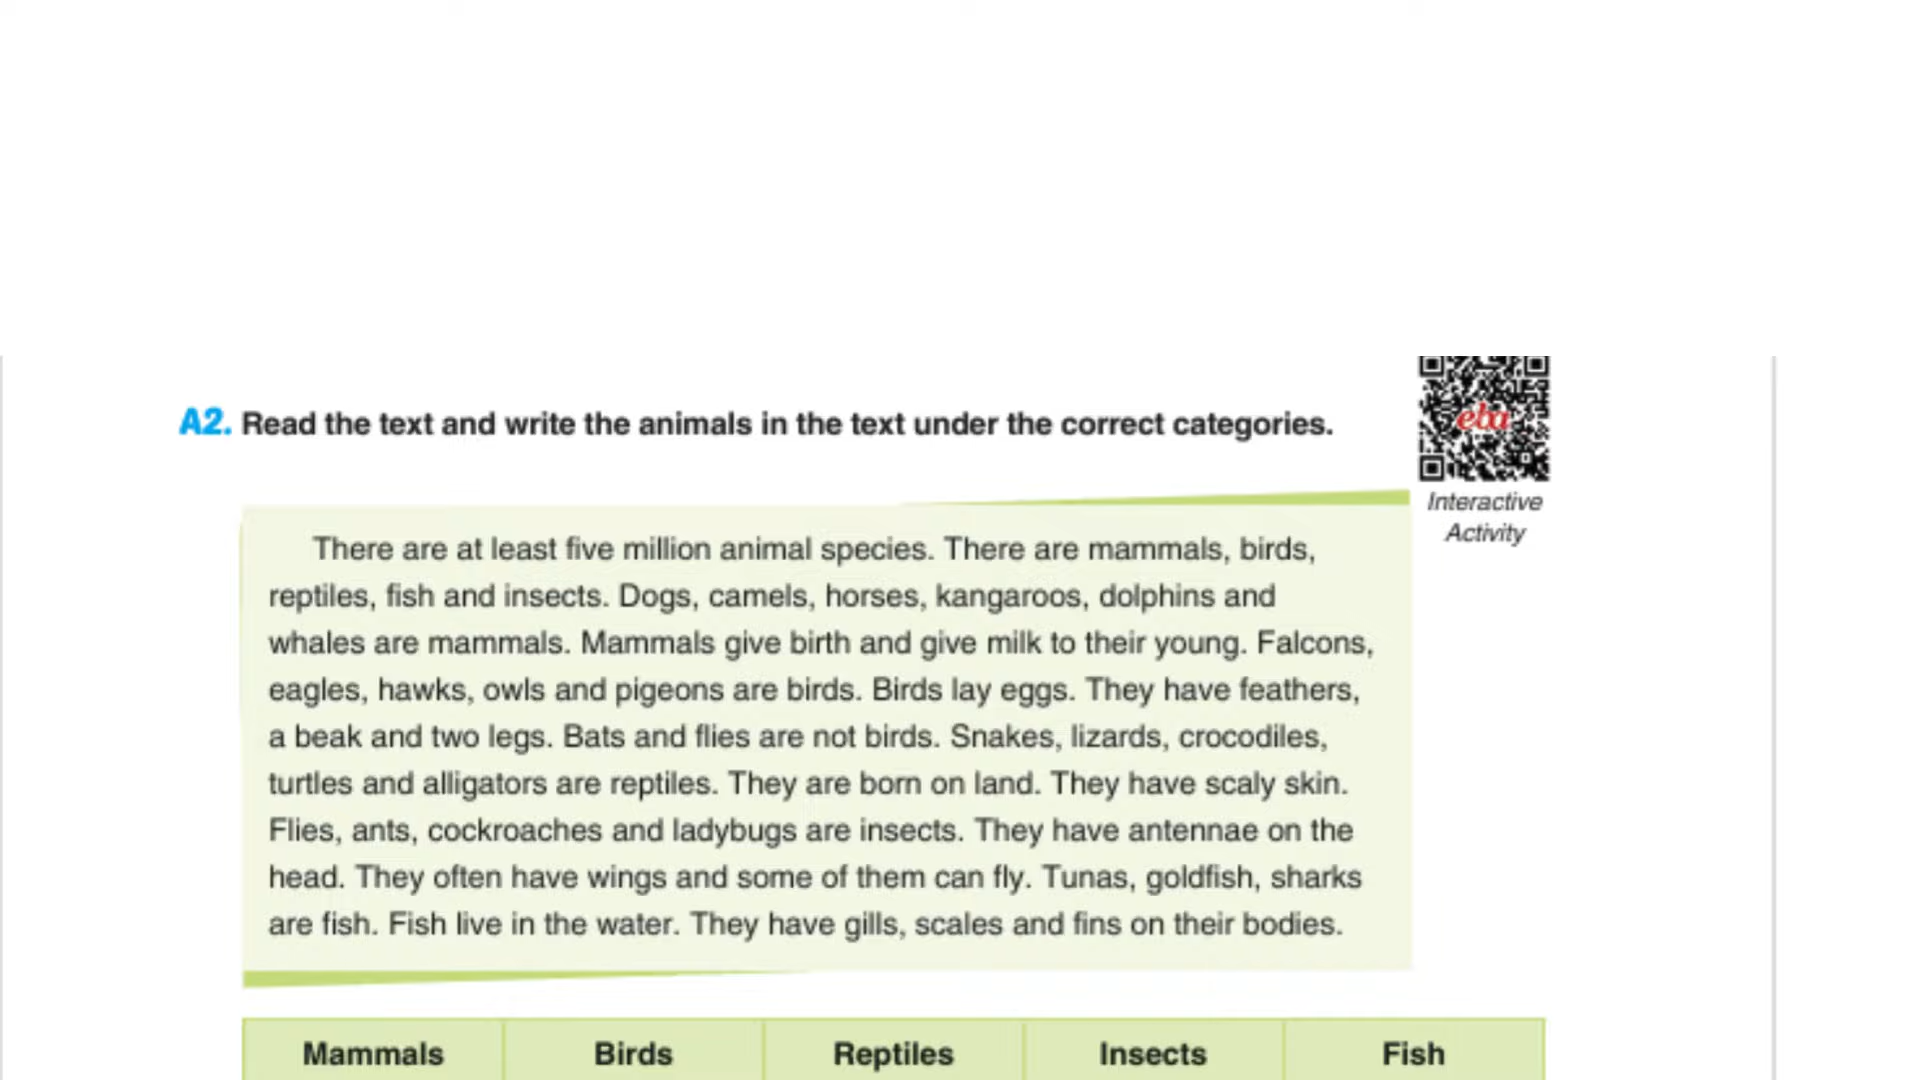 A2. Read the text and write the animals in the text under the correct categories.
eba
Interactive
Activity
There are at least five million animal species. There are mammals, birds,
reptiles, fish and insects. Dogs, camels, horses, kangaroos, dolphins and
whales are mammals. Mammals give birth and give milk to their young. Falcons,
eagles, hawks, owls and pigeons are birds. Birds lay eggs. They have feathers,
a beak and two legs. Bats and flies are not birds. Snakes, lizards, crocodiles,
turtles and alligators are reptiles. They are born on land. They have scaly skin.
Flies, ants, cockroaches and ladybugs are insects. They have antennae on the
head. They often have wings and some of them can fly. Tunas, goldfish, sharks
are fish. Fish live in the water. They have gills, scales and fins on their bodies.
Mammals Birds Reptiles Insects Fish